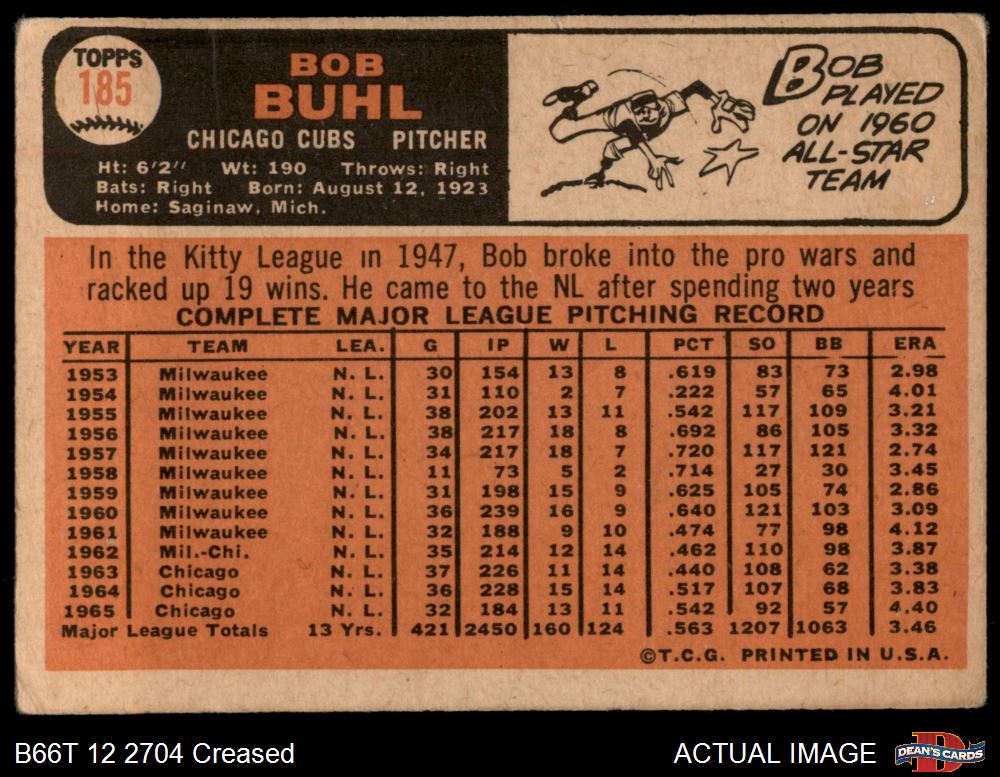 TOPPS
185
BOB
BUHL
CHICAGO CUBS PITCHER
Ht: 6'2" Wt: 190 Throws: Right
Bats: Right Born: August 12, 1923
Home: Saginaw, Mich.
BOB
PLAYED
ON 1960
ALL-STAR
TEAM
In the Kitty League in 1947, Bob broke into the pro wars and
racked up 19 wins. He came to the NL after spending two years
COMPLETE MAJOR LEAGUE PITCHING RECORD
YEAR TEAM LEA. G IP W L PCT SO BB ERA
1953 Milwaukee N. L. 30 154 13 8 .619 83 73 2.98
1954 Milwaukee N. L. 31 110 2 7 .222 57 65 4.01
1955 Milwaukee N. L. 38 202 13 11 .542 117 109 3.21
1956 Milwaukee N. L. 38 217 18 8 .692 86 105 3.32
1957 Milwaukee N. L. 34 217 18 7 .720 117 121 2.74
1958 Milwaukee N. L. 11 73 5 2 .714 27 30 3.45
1959 Milwaukee N. L. 31 198 15 9 .625 105 74 2.86
1960 Milwaukee N. L. 36 239 16 9 .640 121 103 3.09
1961 Milwaukee N. L. 32 188 9 10 .474 77 98 4.12
1962 Mil.-Chi. N. L. 35 214 12 14 .462 110 98 3.87
1963 Chicago N. L. 37 226 11 14 .440 108 62 3.38
1964 Chicago N. L. 36 228 15 14 .517 107 68 3.83
1965 Chicago N. L. 32 184 13 11 .542 92 57 4.40
Major League Totals 13 Yrs. 421 2450 160 124 .563 1207 1063 3.46
©T.C.G. PRINTED IN U.S.A.
B66T 12 2704 Creased
ACTUAL IMAGE
DEAN'S CARDS